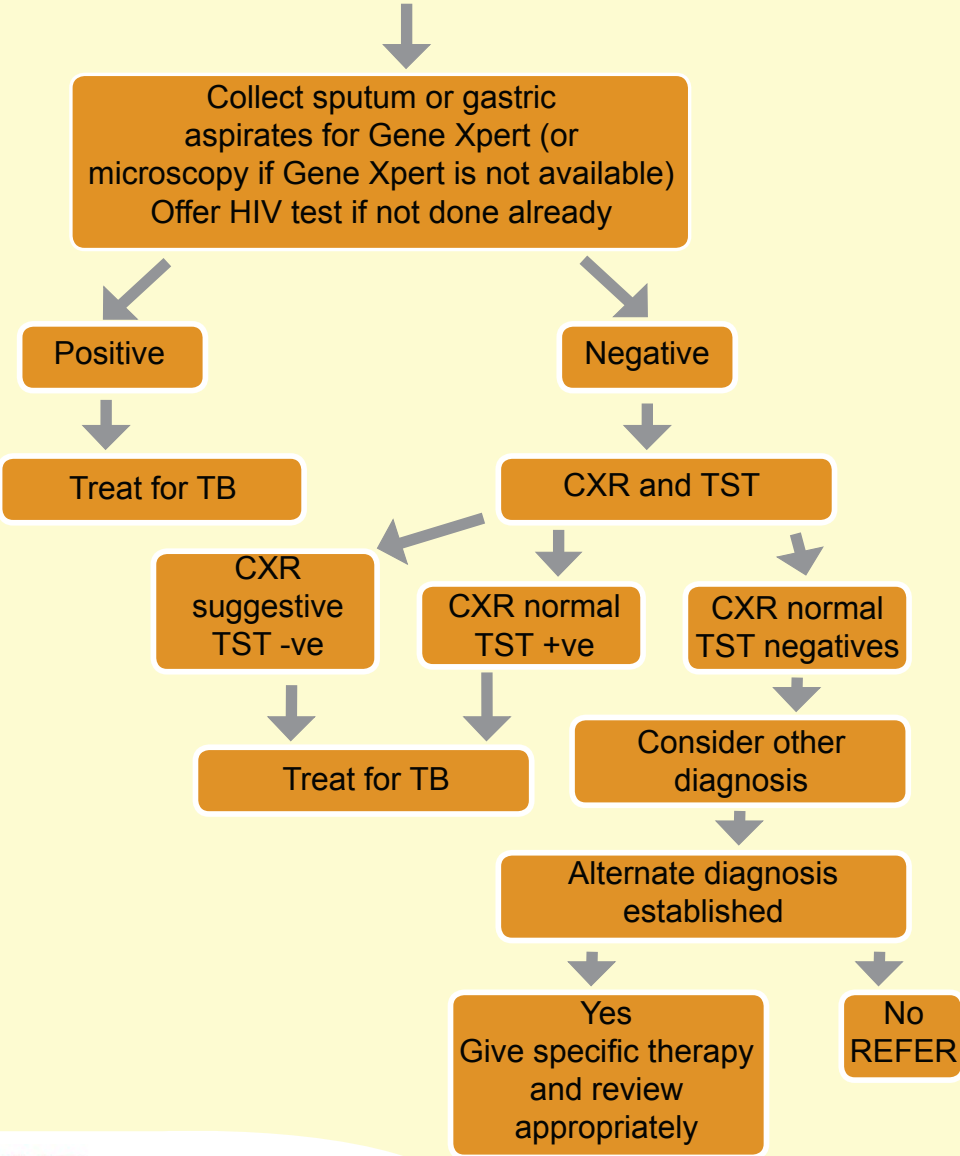 Collect sputum or gastric
aspirates for Gene Xpert (or
microscopy if Gene Xpert is not available)
Offer HIV test if not done already
Positive
Negative
Treat for TB
CXR and TST
CXR
suggestive
TST -ve
CXR normal
TST +ve
CXR normal
TST negatives
Treat for TB
Consider other
diagnosis
Alternate diagnosis
established
Yes
Give specific therapy
and review
appropriately
No
REFER